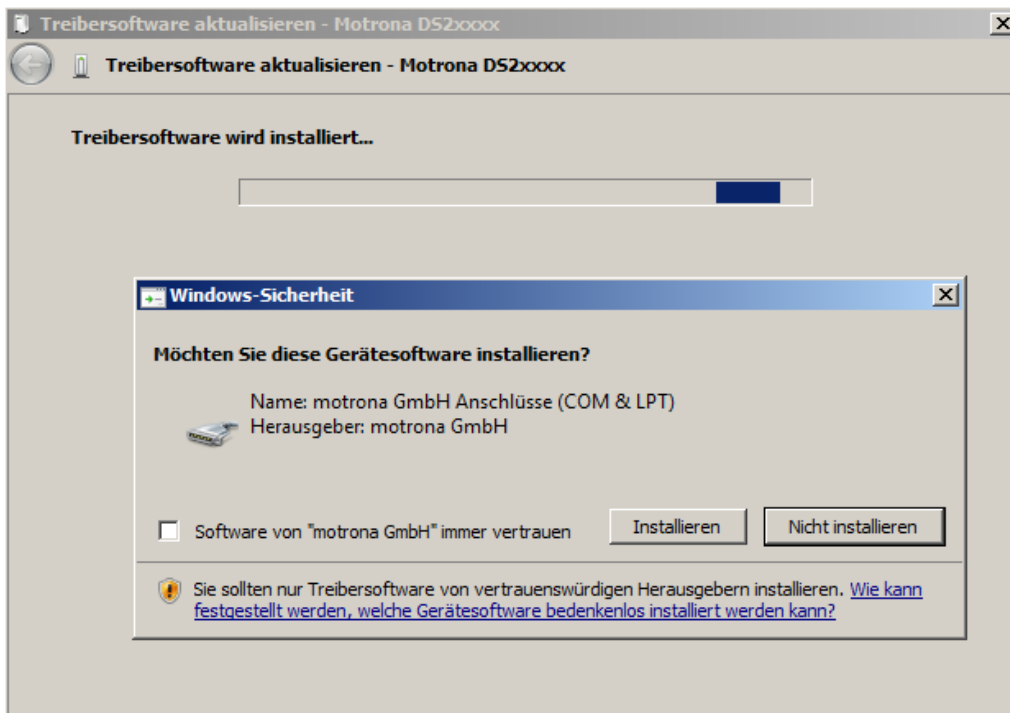 Treibersoftware aktualisieren - Motrona DS2xxxx
Treibersoftware aktualisieren - Motrona DS2xxxx
Treibersoftware wird installiert...
Windows-Sicherheit
Möchten Sie diese Gerätesoftware installieren?
Name: motrona GmbH Anschlüsse (COM & LPT)
Herausgeber: motrona GmbH
Software von "motrona GmbH" immer vertrauen
Installieren
Nicht installieren
Sie sollten nur Treibersoftware von vertrauenswürdigen Herausgebern installieren. Wie kann
festgestellt werden, welche Gerätesoftware bedenkenlos installiert werden kann?